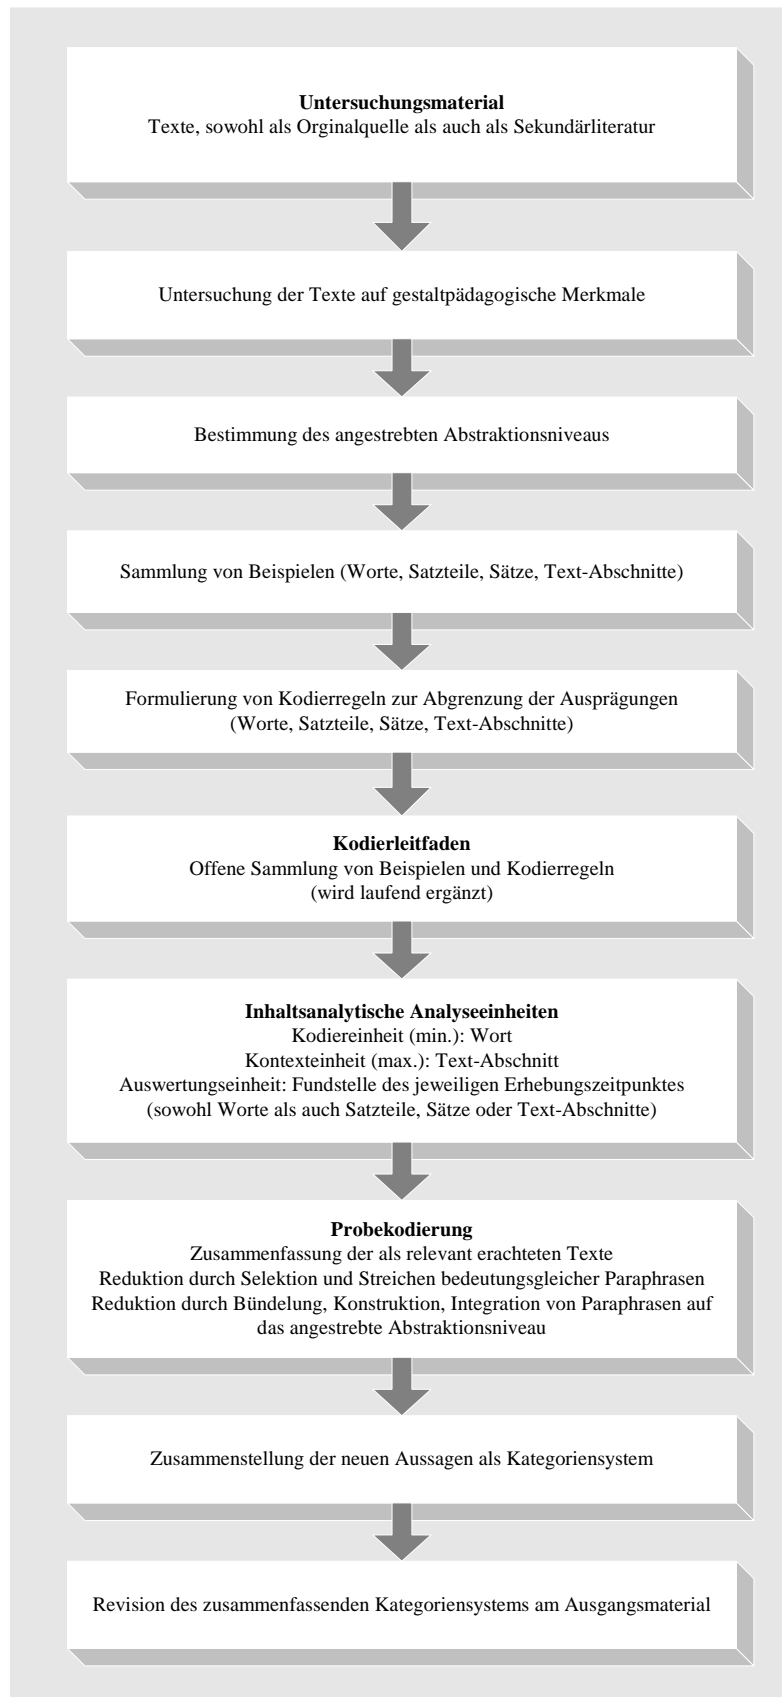 Untersuchungsmaterial
Texte, sowohl als Orginalquelle als auch als Sekundärliteratur
Untersuchung der Texte auf gestaltpädagogische Merkmale
Bestimmung des angestrebten Abstraktionsniveaus
Sammlung von Beispielen (Worte, Satzteile, Sätze, Text-Abschnitte)
Formulierung von Kodierregeln zur Abgrenzung der Ausprägungen
(Worte, Satzteile, Sätze, Text-Abschnitte)
Kodierleitfaden
Offene Sammlung von Beispielen und Kodierregeln
(wird laufend ergänzt)
Inhaltsanalytische Analyseeinheiten
Kodiereinheit (min.): Wort
Kontexteinheit (max.): Text-Abschnitt
Auswertungseinheit: Fundstelle des jeweiligen Erhebungszeitpunktes
(sowohl Worte als auch Satzteile, Sätze oder Text-Abschnitte)
Probekodierung
Zusammenfassung der als relevant erachteten Texte
Reduktion durch Selektion und Streichen bedeutungsgleicher Paraphrasen
Reduktion durch Bündelung, Konstruktion, Integration von Paraphrasen auf
das angestrebte Abstraktionsniveau
Zusammenstellung der neuen Aussagen als Kategoriensystem
Revision des zusammenfassenden Kategoriensystems am Ausgangsmaterial